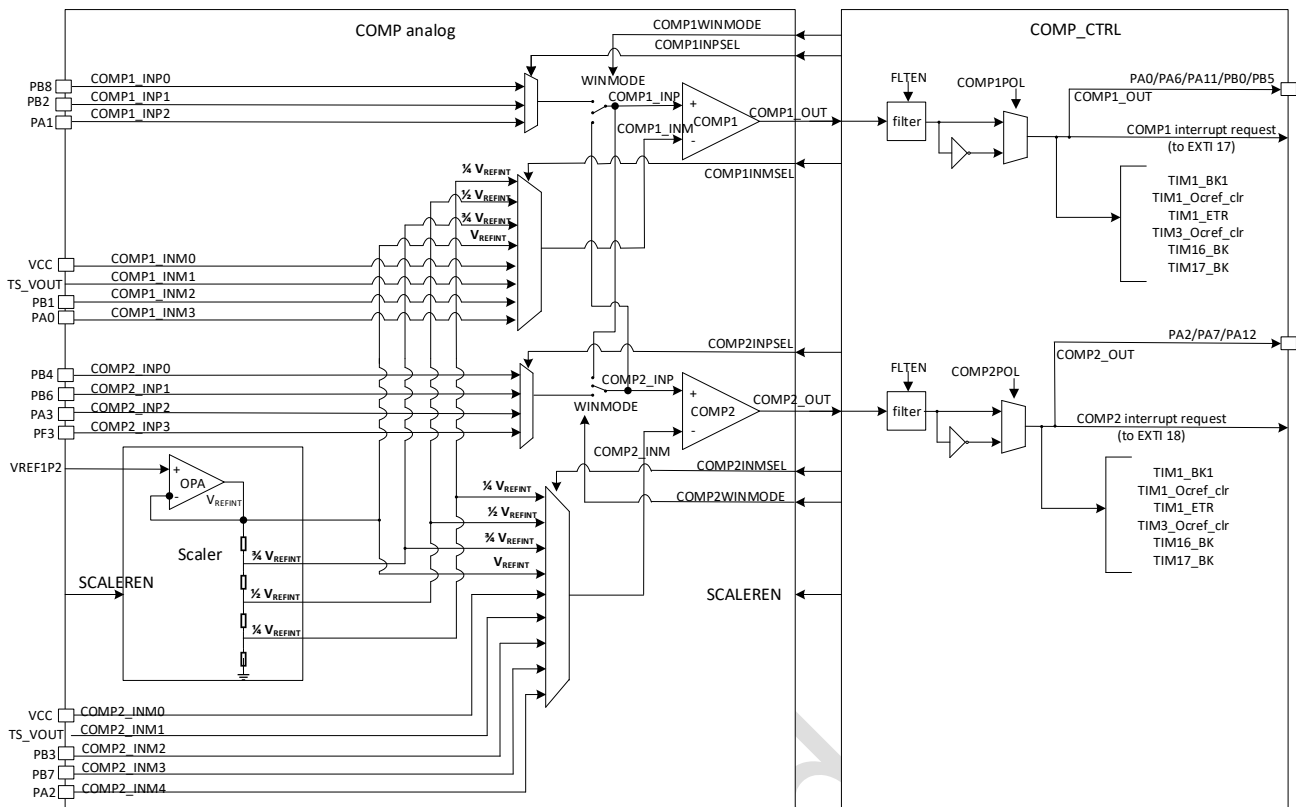 COMP analog
COMP_CTRL
COMP1WINMODE
COMP1INPSEL
WINMODE
PB8 COMP1_INP0
PB2 COMP1_INP1
PA1 COMP1_INP2
COMP1_INP
COMP1_INM
+
-
COMP1
COMP1_OUT
FLTEN
filter
COMP1POL
PA0/PA6/PA11/PB0/PB5
COMP1_OUT
COMP1 interrupt request
(to EXTI 17)
COMP1INMSEL
¼ VREFINT
½ VREFINT
¾ VREFINT
VREFINT
TIM1_BK1
TIM1_Ocref_clr
TIM1_ETR
TIM3_Ocref_clr
TIM16_BK
TIM17_BK
VCC COMP1_INM0
TS_VOUT COMP1_INM1
PB1 COMP1_INM2
PA0 COMP1_INM3
COMP2INPSEL
PB4 COMP2_INP0
PB6 COMP2_INP1
PA3 COMP2_INP2
PF3 COMP2_INP3
COMP2_INP
WINMODE
+
-
COMP2
COMP2_OUT
COMP2_INM
FLTEN
filter
COMP2POL
PA2/PA7/PA12
COMP2_OUT
COMP2 interrupt request
(to EXTI 18)
COMP2INMSEL
COMP2WINMODE
VREF1P2
+
-
OPA
VREFINT
Scaler
¾ VREFINT
½ VREFINT
¼ VREFINT
SCALEREN
¼ VREFINT
½ VREFINT
¾ VREFINT
VREFINT
SCALEREN
TIM1_BK1
TIM1_Ocref_clr
TIM1_ETR
TIM3_Ocref_clr
TIM16_BK
TIM17_BK
VCC COMP2_INM0
TS_VOUT COMP2_INM1
PB3 COMP2_INM2
PB7 COMP2_INM3
PA2 COMP2_INM4